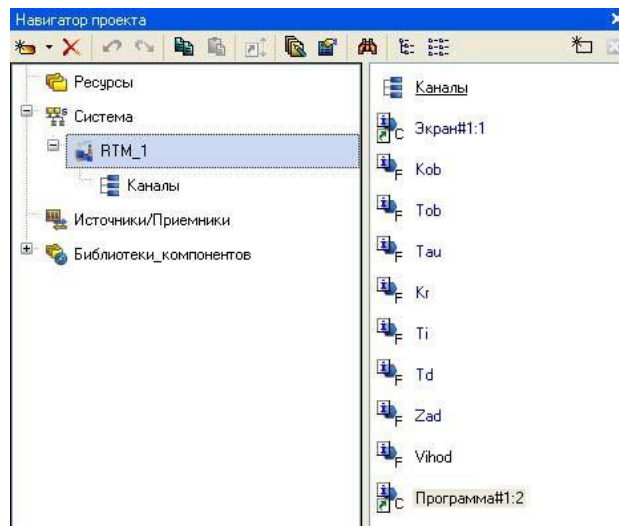 Навигатор проекта
Ресурсы
Система
RTM_1
Каналы
Источники/Приемники
Библиотеки_компонентов
Каналы
C Экран#1:1
F Kob
F Tob
F Tau
F Kr
F Ti
F Td
F Zad
F Vihod
C Программа#1:2